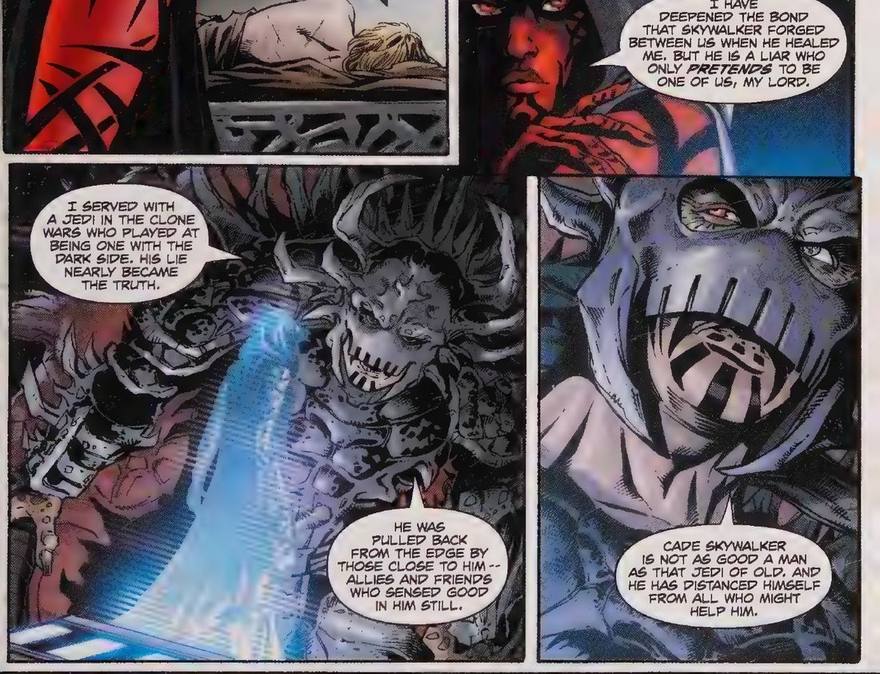 I HAVE
DEEPENED THE BOND
THAT SKYWALKER FORGED
BETWEEN US WHEN HE HEALED
ME. BUT HE IS A LIAR WHO
ONLY PRETENDS TO BE
ONE OF US, MY LORD.
I SERVED WITH
A JEDI IN THE CLONE
WARS WHO PLAYED AT
BEING ONE WITH THE
DARK SIDE. HIS LIE
NEARLY BECAME
THE TRUTH.
HE WAS
PULLED BACK
FROM THE EDGE BY
THOSE CLOSE TO HIM --
ALLIES AND FRIENDS
WHO SENSED GOOD
IN HIM STILL.
CADE SKYWALKER
IS NOT AS GOOD A MAN
AS THAT JEDI OF OLD. AND
HE HAS DISTANCED HIMSELF
FROM ALL WHO MIGHT
HELP HIM.